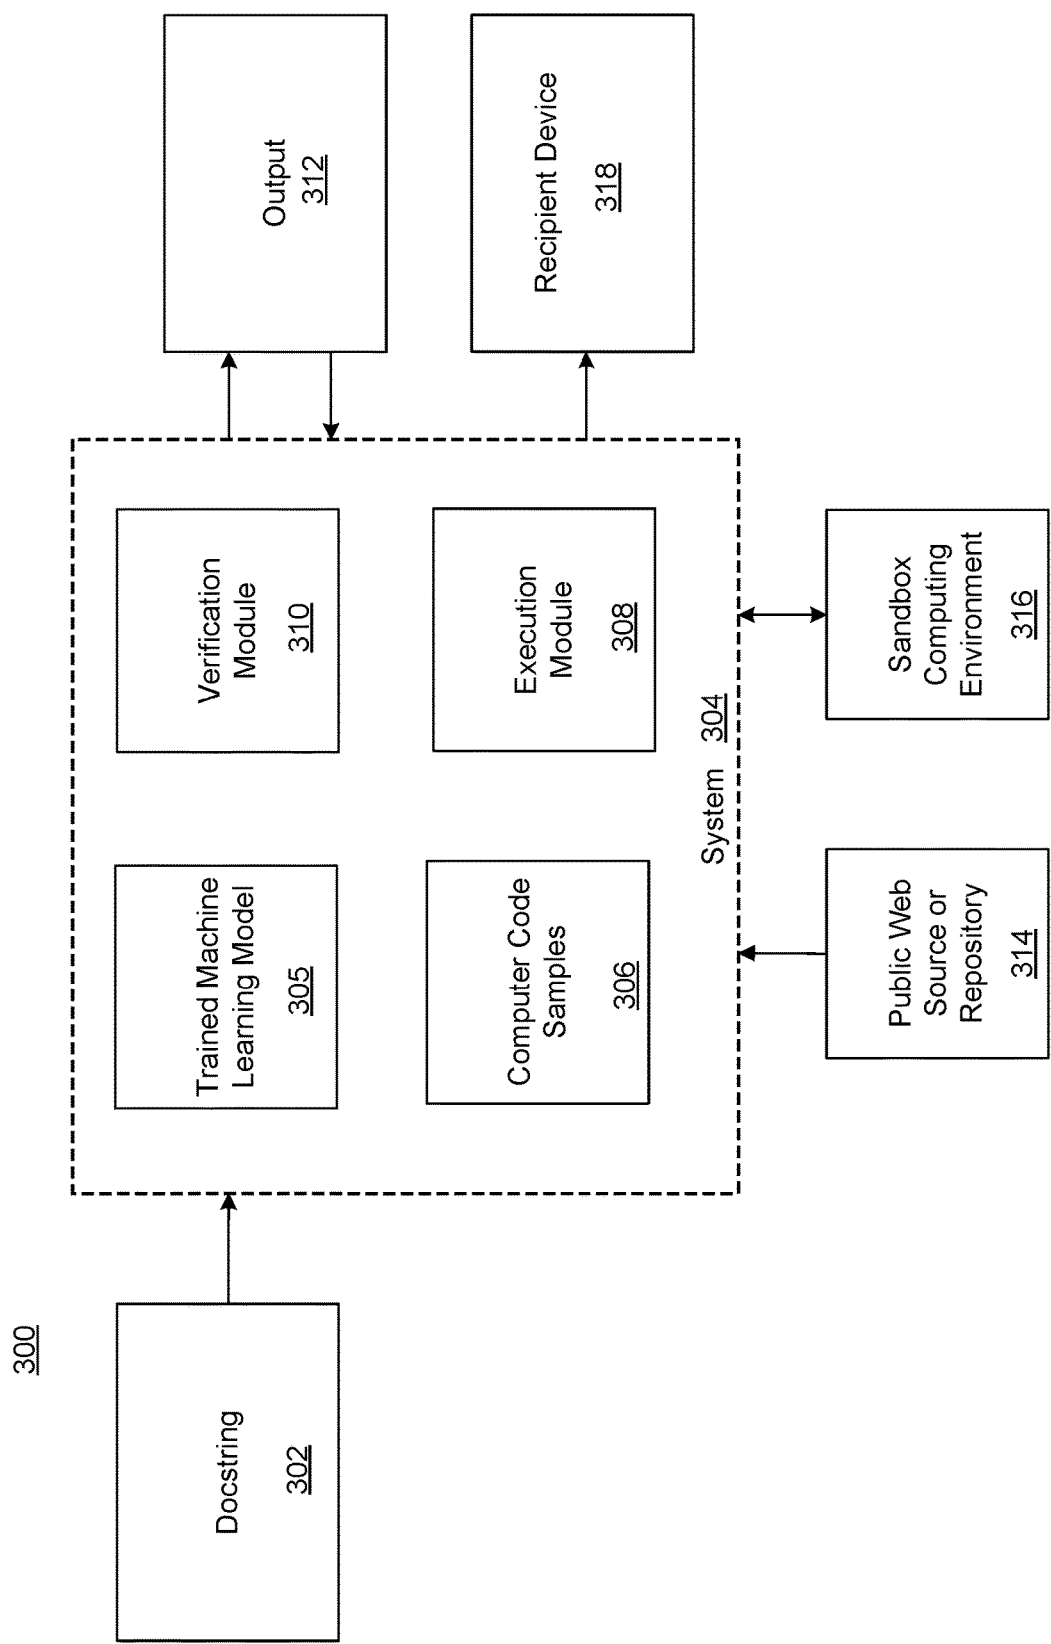 300
Docstring
302
Trained Machine
Learning Model
305
Verification
Module
310
Computer Code
Samples
306
Execution
Module
308
System 304
Output
312
Recipient Device
318
Public Web
Source or
Repository
314
Sandbox
Computing
Environment
316